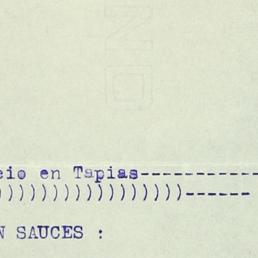 eio en Tapias------------
)))))))))))))))))------
N SAUCES :